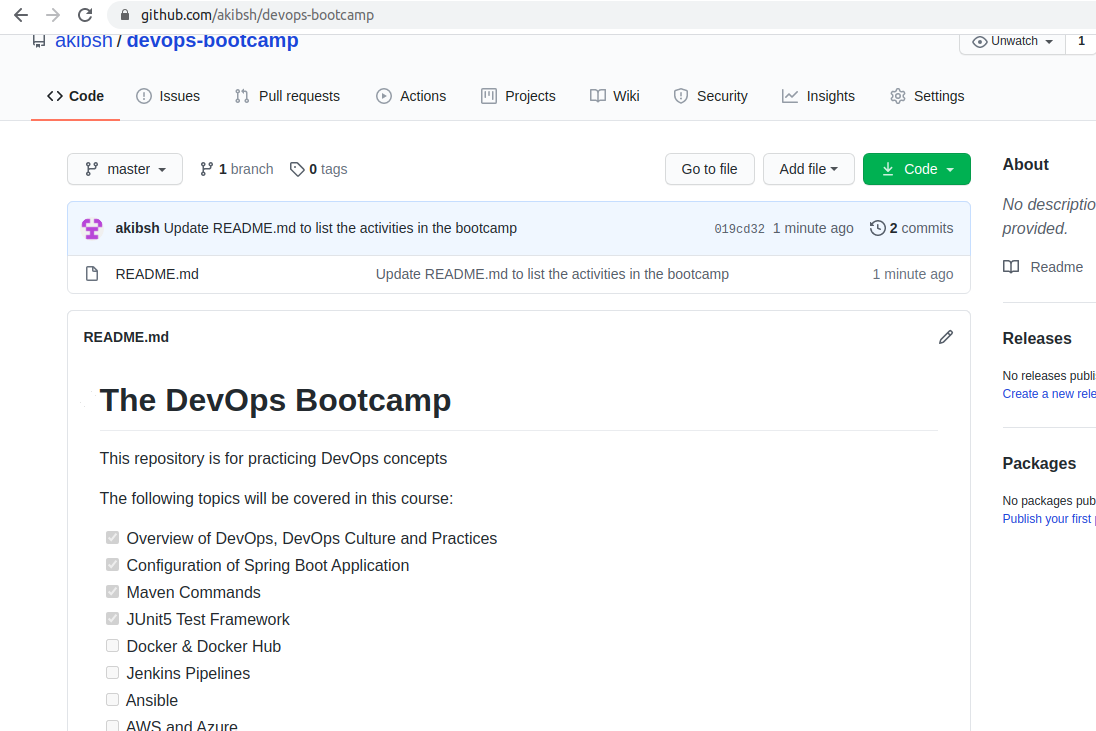 github.com/akibsh/devops-bootcamp
akibsh / devops-bootcamp
Unwatch 1
Code Issues Pull requests Actions Projects Wiki Security Insights Settings
master 1 branch 0 tags Go to file Add file Code
akibsh Update README.md to list the activities in the bootcamp 019cd32 1 minute ago 2 commits
README.md Update README.md to list the activities in the bootcamp 1 minute ago
README.md
The DevOps Bootcamp
This repository is for practicing DevOps concepts
The following topics will be covered in this course:
Overview of DevOps, DevOps Culture and Practices
Configuration of Spring Boot Application
Maven Commands
JUnit5 Test Framework
Docker & Docker Hub
Jenkins Pipelines
Ansible
AWS and Azure
About
No descriptio
provided.
Readme
Releases
No releases publi
Create a new rele
Packages
No packages pub
Publish your first